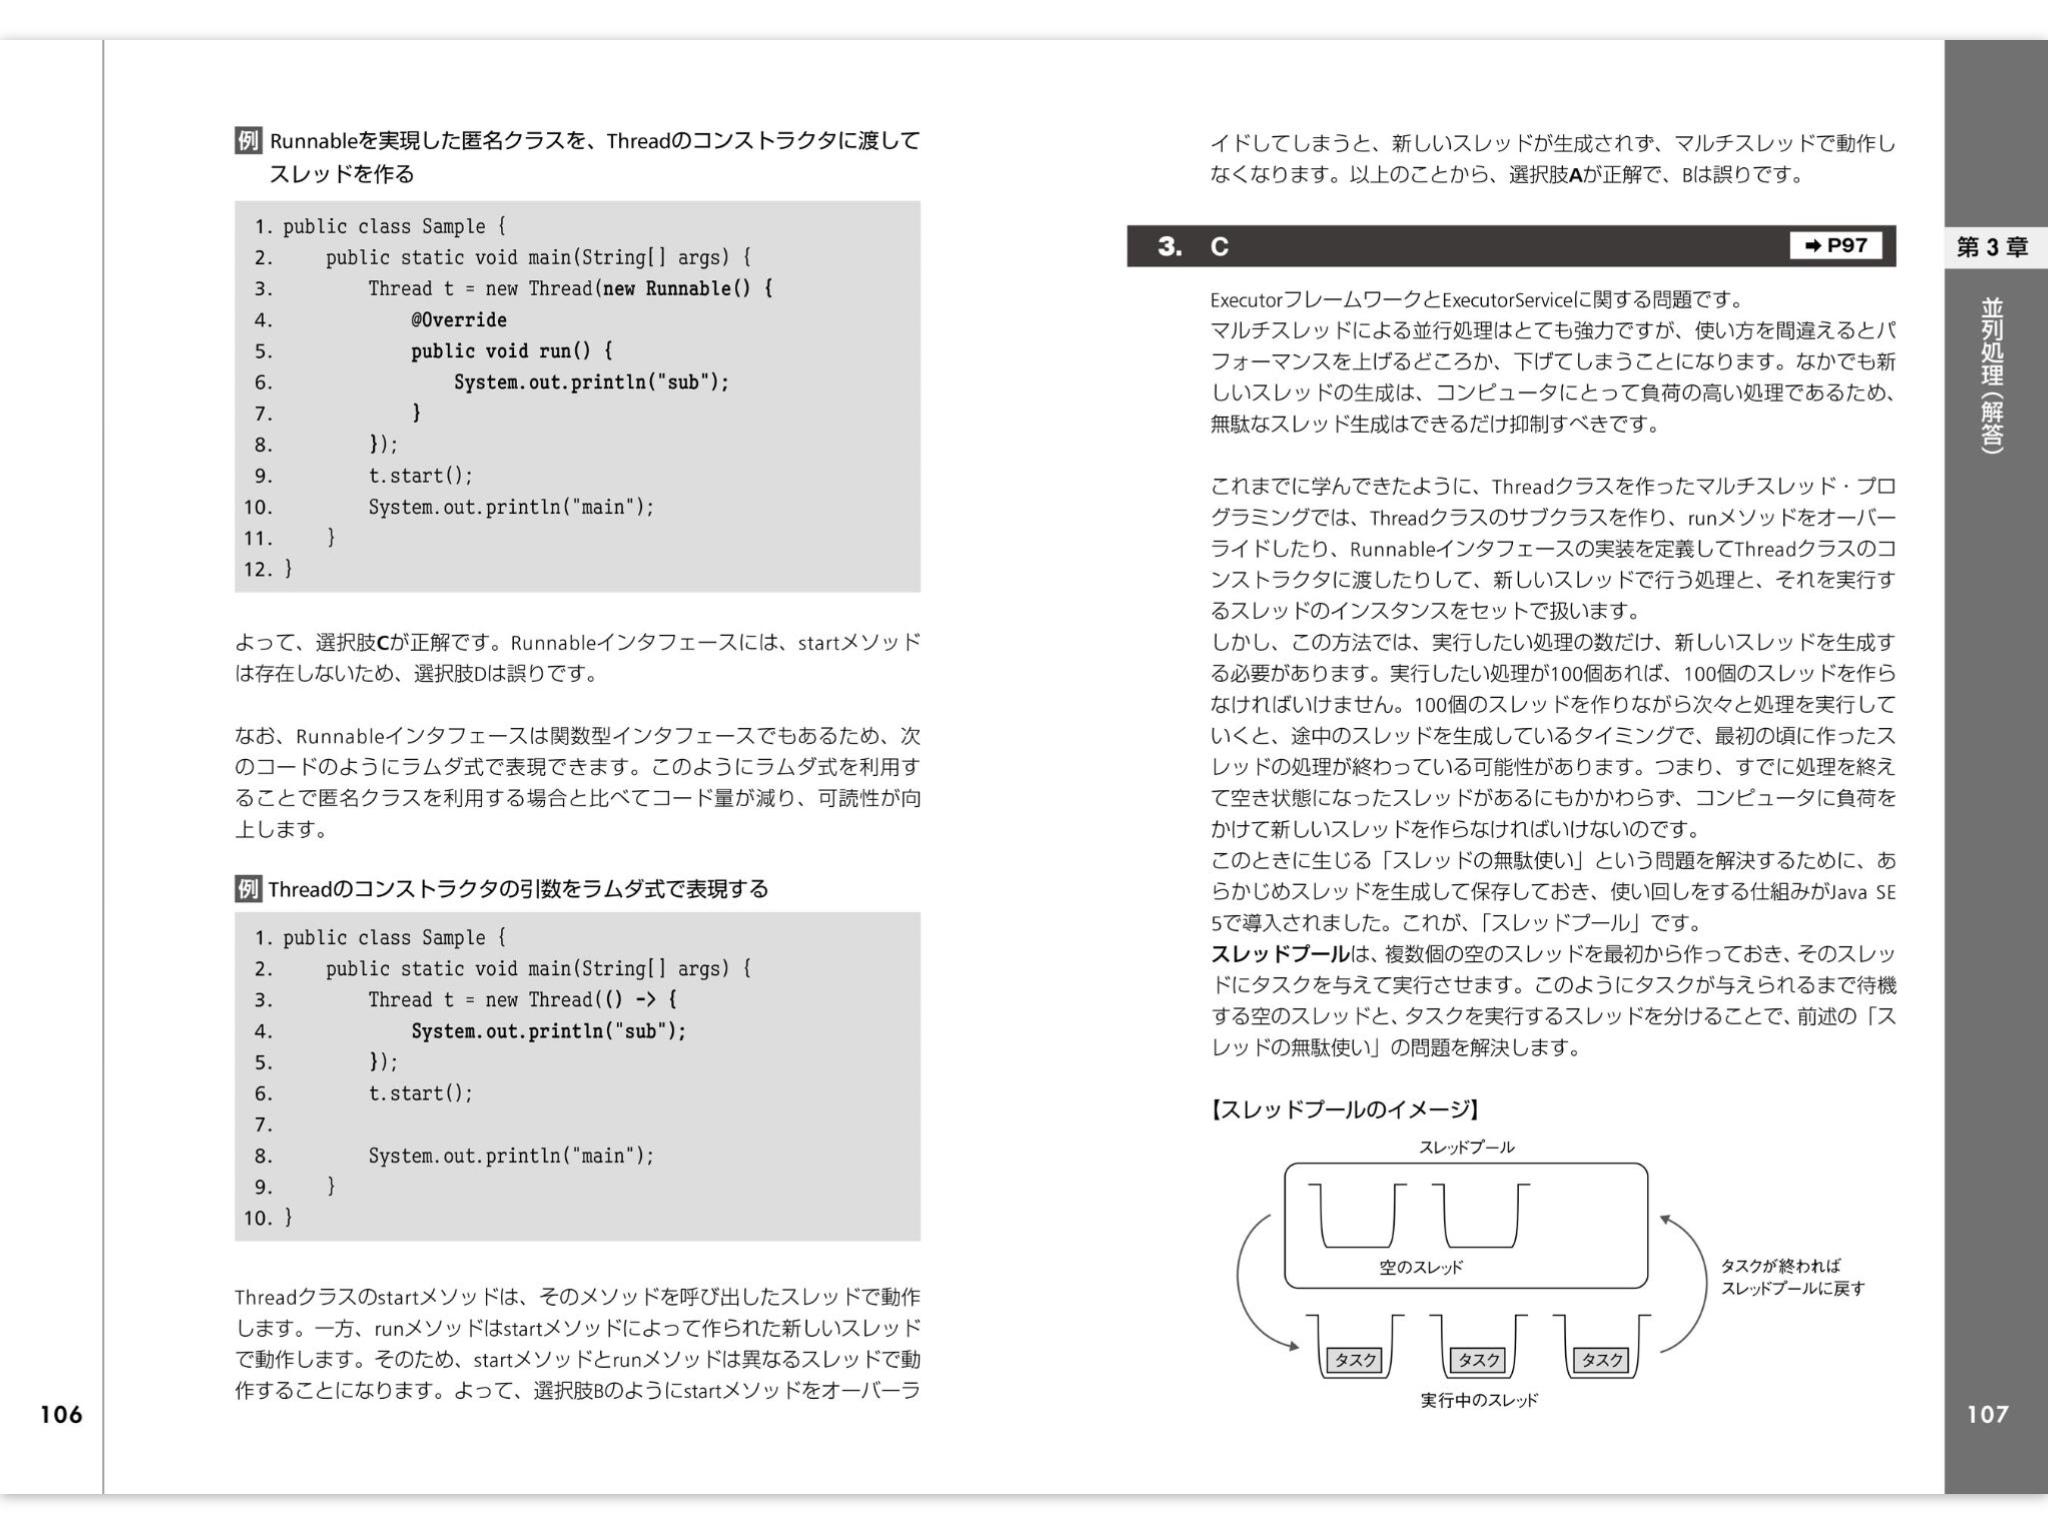 例 Runnableを実現した匿名クラスを、Threadのコンストラクタに渡して
スレッドを作る
1. public class Sample {
2.     public static void main(String[] args) {
3.         Thread t = new Thread(new Runnable() {
4.             @Override
5.             public void run() {
6.                 System.out.println("sub");
7.             }
8.         });
9.         t.start();
10.         System.out.println("main");
11.     }
12. }
よって、選択肢Cが正解です。Runnableインタフェースには、startメソッド
は存在しないため、選択肢Dは誤りです。
なお、Runnableインタフェースは関数型インタフェースでもあるため、次
のコードのようにラムダ式で表現できます。このようにラムダ式を利用す
ることで匿名クラスを利用する場合と比べてコード量が減り、可読性が向
上します。
例 Threadのコンストラクタの引数をラムダ式で表現する
1. public class Sample {
2.     public static void main(String[] args) {
3.         Thread t = new Thread(() -> {
4.             System.out.println("sub");
5.         });
6.         t.start();
7.
8.         System.out.println("main");
9.     }
10. }
Threadクラスのstartメソッドは、そのメソッドを呼び出したスレッドで動作
します。一方、runメソッドはstartメソッドによって作られた新しいスレッド
で動作します。そのため、startメソッドとrunメソッドは異なるスレッドで動
作することになります。よって、選択肢Bのようにstartメソッドをオーバーラ
106
イドしてしまうと、新しいスレッドが生成されず、マルチスレッドで動作し
なくなります。以上のことから、選択肢Aが正解で、Bは誤りです。
3. C ➡ P97
ExecutorフレームワークとExecutorServiceに関する問題です。
マルチスレッドによる並行処理はとても強力ですが、使い方を間違えるとパ
フォーマンスを上げるどころか、下げてしまうことになります。なかでも新
しいスレッドの生成は、コンピュータにとって負荷の高い処理であるため、
無駄なスレッド生成はできるだけ抑制すべきです。
これまでに学んできたように、Threadクラスを作ったマルチスレッド・プロ
グラミングでは、Threadクラスのサブクラスを作り、runメソッドをオーバー
ライドしたり、Runnableインタフェースの実装を定義してThreadクラスのコ
ンストラクタに渡したりして、新しいスレッドで行う処理と、それを実行す
るスレッドのインスタンスをセットで扱います。
しかし、この方法では、実行したい処理の数だけ、新しいスレッドを生成す
る必要があります。実行したい処理が100個あれば、100個のスレッドを作ら
なければいけません。100個のスレッドを作りながら次々と処理を実行して
いくと、途中のスレッドを生成しているタイミングで、最初の頃に作ったス
レッドの処理が終わっている可能性があります。つまり、すでに処理を終え
て空き状態になったスレッドがあるにもかかわらず、コンピュータに負荷を
かけて新しいスレッドを作らなければいけないのです。
このときに生じる「スレッドの無駄使い」という問題を解決するために、あ
らかじめスレッドを生成して保存しておき、使い回しをする仕組みがJava SE
5で導入されました。これが、「スレッドプール」です。
スレッドプールは、複数個の空のスレッドを最初から作っておき、そのスレッ
ドにタスクを与えて実行させます。このようにタスクが与えられるまで待機
する空のスレッドと、タスクを実行するスレッドを分けることで、前述の「ス
レッドの無駄使い」の問題を解決します。
【スレッドプールのイメージ】
スレッドプール
空のスレッド
タスクが終われば
スレッドプールに戻す
タスク タスク タスク
実行中のスレッド
第3章
並列処理（解答）
107